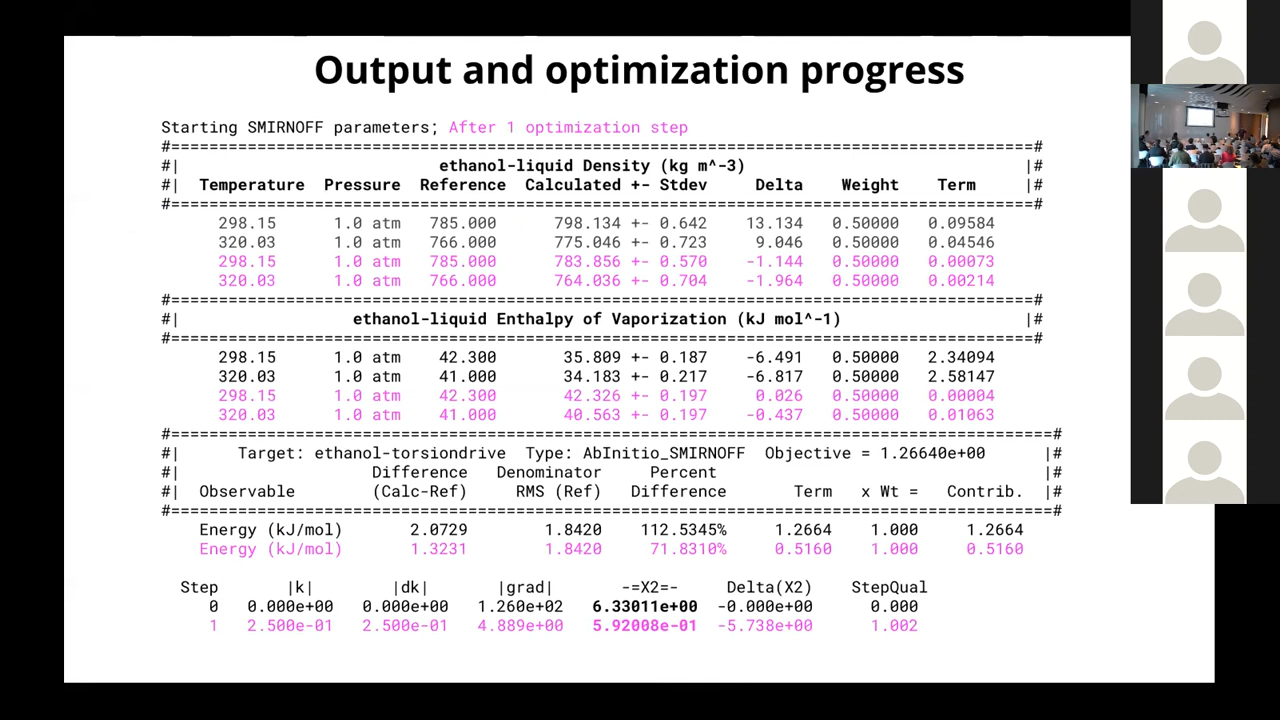 Output and optimization progress
Starting SMIRNOFF parameters; After 1 optimization step
#===========================================================================================#
#| ethanol-liquid Density (kg m^-3) |#
#| Temperature Pressure Reference Calculated +- Stdev Delta Weight Term |#
#===========================================================================================#
298.15 1.0 atm 785.000 798.134 +- 0.642 13.134 0.50000 0.09584
320.03 1.0 atm 766.000 775.046 +- 0.723 9.046 0.50000 0.04546
298.15 1.0 atm 785.000 783.856 +- 0.570 -1.144 0.50000 0.00073
320.03 1.0 atm 766.000 764.036 +- 0.704 -1.964 0.50000 0.00214
#===========================================================================================#
#| ethanol-liquid Enthalpy of Vaporization (kJ mol^-1) |#
#===========================================================================================#
298.15 1.0 atm 42.300 35.809 +- 0.187 -6.491 0.50000 2.34094
320.03 1.0 atm 41.000 34.183 +- 0.217 -6.817 0.50000 2.58147
298.15 1.0 atm 42.300 42.326 +- 0.197 0.026 0.50000 0.00004
320.03 1.0 atm 41.000 40.563 +- 0.197 -0.437 0.50000 0.01063
#=============================================================================================#
#| Target: ethanol-torsiondrive Type: AbInitio_SMIRNOFF Objective = 1.26640e+00 |#
#| Difference Denominator Percent |#
#| Observable (Calc-Ref) RMS (Ref) Difference Term x Wt = Contrib. |#
#=============================================================================================#
Energy (kJ/mol) 2.0729 1.8420 112.5345% 1.2664 1.000 1.2664
Energy (kJ/mol) 1.3231 1.8420 71.8310% 0.5160 1.000 0.5160
Step |k| |dk| |grad| -=X2=- Delta(X2) StepQual
0 0.000e+00 0.000e+00 1.260e+02 6.33011e+00 -0.000e+00 0.000
1 2.500e-01 2.500e-01 4.889e+00 5.92008e-01 -5.738e+00 1.002